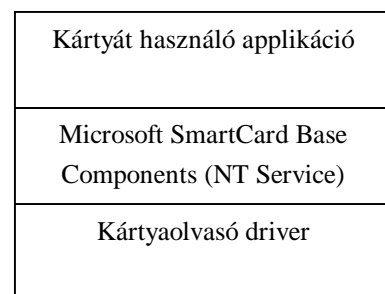 Kártyát használó applikáció
Microsoft SmartCard Base
Components (NT Service)
Kártyaolvasó driver